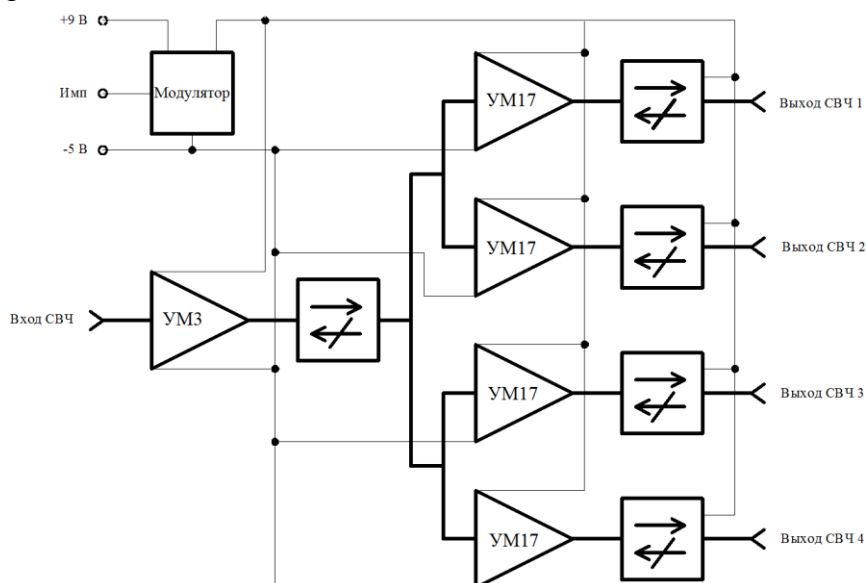 +9 В
Имп
Модулятор
-5 В
УМ17
Выход СВЧ 1
УМ17
Выход СВЧ 2
Вход СВЧ
УМ3
УМ17
Выход СВЧ 3
УМ17
Выход СВЧ 4